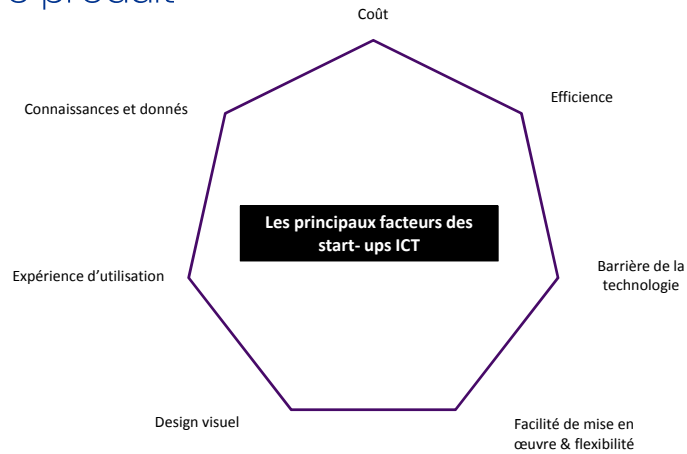 produit
Coût
Efficience
Connaissances et donnés
Les principaux facteurs des
start- ups ICT
Expérience d'utilisation
Barrière de la
technologie
Design visuel
Facilité de mise en
œuvre & flexibilité